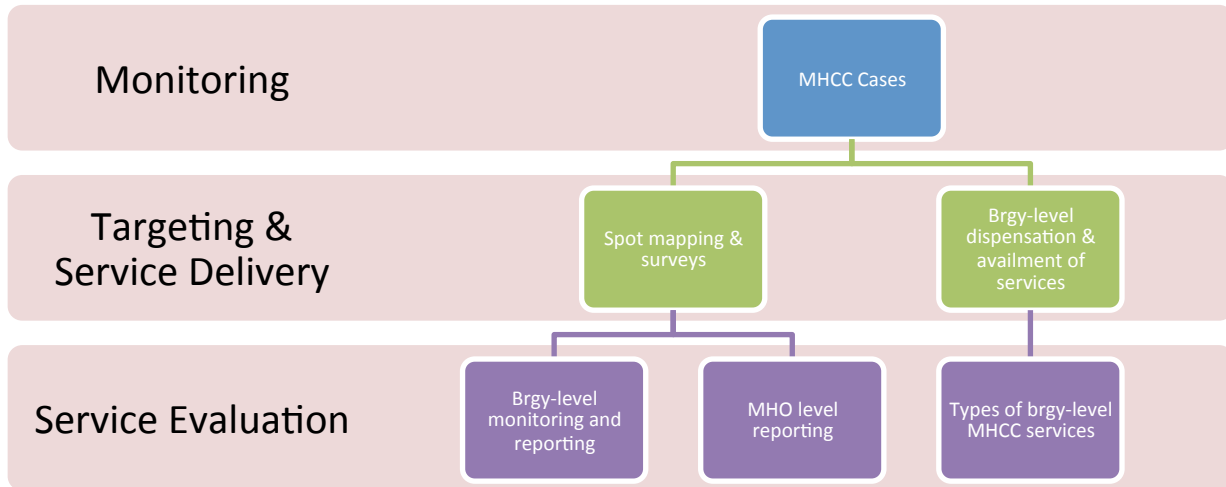 Monitoring
MHCC Cases
Targeting &
Service Delivery
Spot mapping &
surveys
Brgy-level
dispensation &
availment of
services
Service Evaluation
Brgy-level
monitoring and
reporting
MHO level
reporting
Types of brgy-level
MHCC services